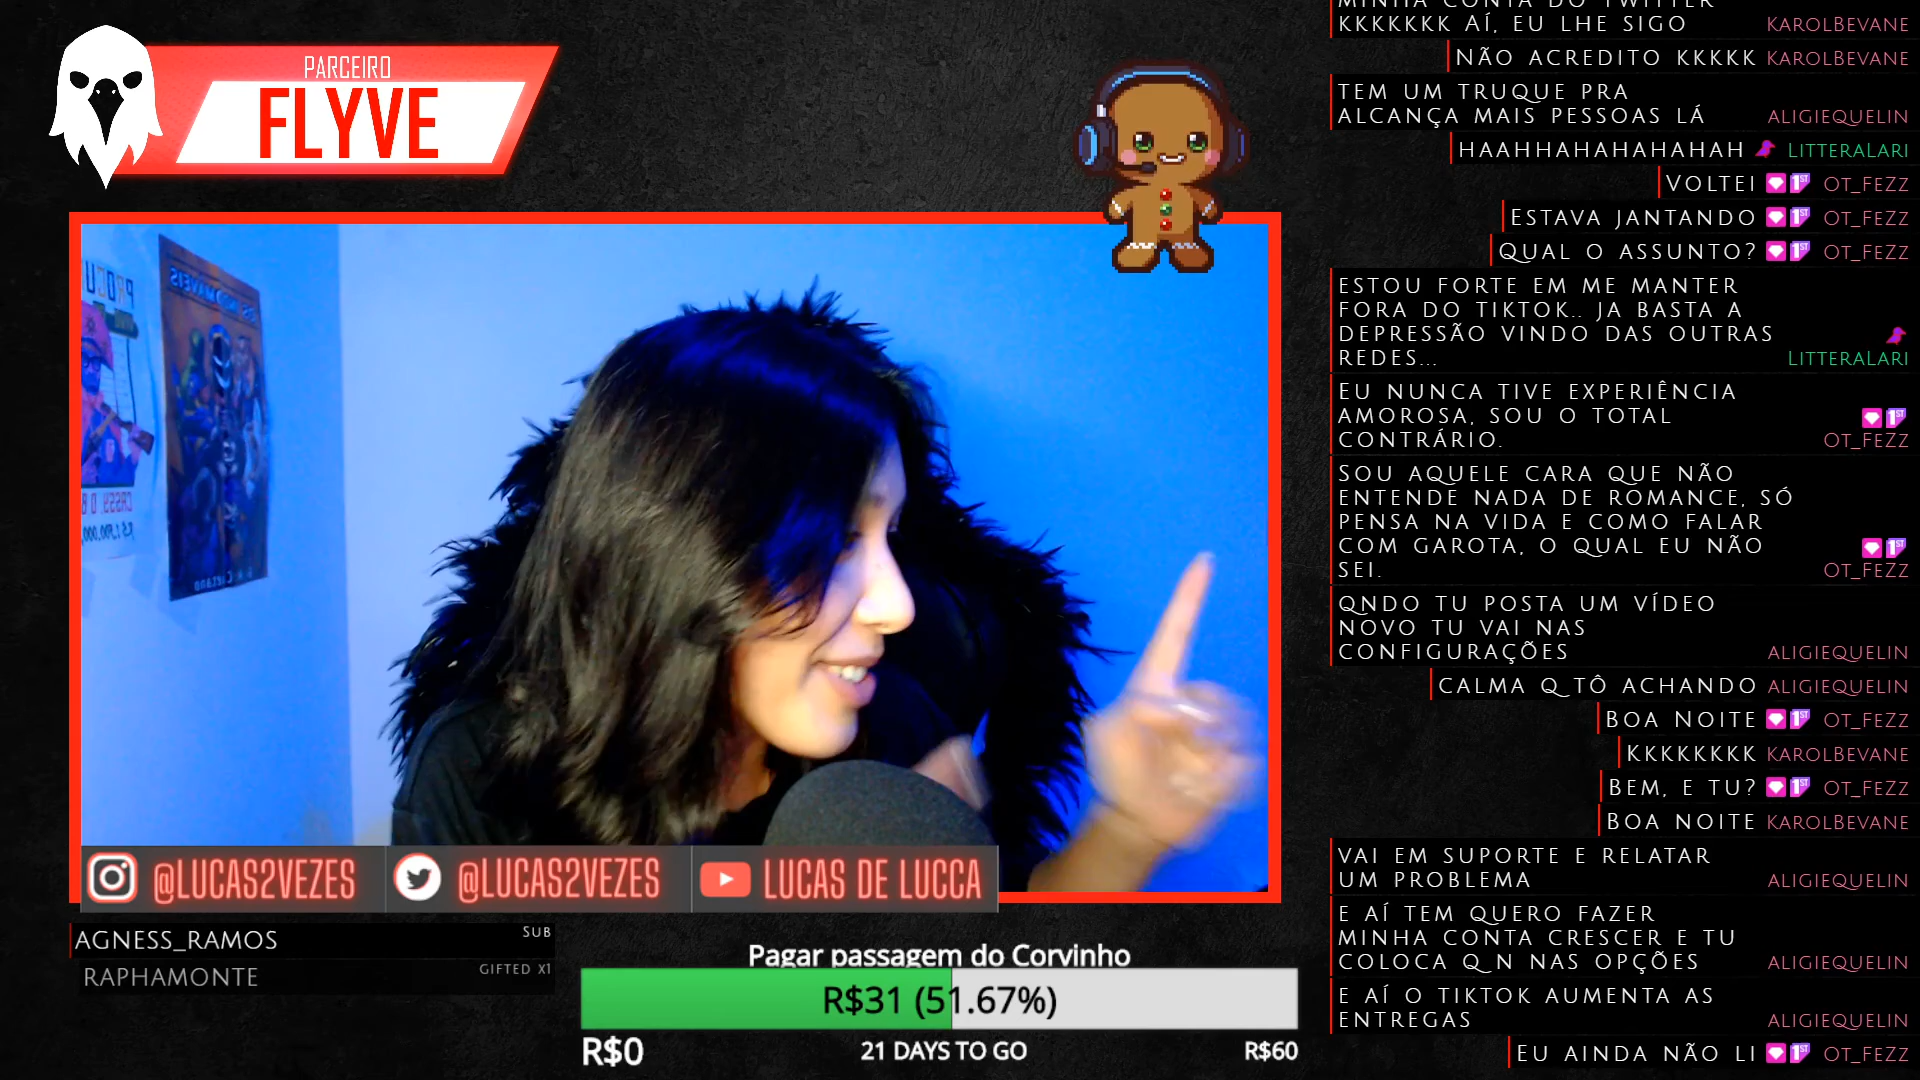 PARCEIRO
FLYVE
@LUCAS2VEZES
@LUCAS2VEZES
LUCAS DE LUCCA
AGNESS_RAMOS SUB
RAPHAMONTE GIFTED X1
Pagar passagem do Corvinho
R$31 (51.67%)
R$0 21 DAYS TO GO R$60
MINHA CONTA DO TWITTER
KKKKKKK AÍ, EU LHE SIGO KAROLBEVANE
NÃO ACREDITO KKKKK KAROLBEVANE
TEM UM TRUQUE PRA
ALCANÇA MAIS PESSOAS LÁ ALIGIEQUELIN
HAAHHAHAHAHAHAH LITTERALARI
VOLTEI OT_FEZZ
ESTAVA JANTANDO OT_FEZZ
QUAL O ASSUNTO? OT_FEZZ
ESTOU FORTE EM ME MANTER
FORA DO TIKTOK.. JA BASTA A
DEPRESSÃO VINDO DAS OUTRAS
REDES... LITTERALARI
EU NUNCA TIVE EXPERIÊNCIA
AMOROSA, SOU O TOTAL
CONTRÁRIO. OT_FEZZ
SOU AQUELE CARA QUE NÃO
ENTENDE NADA DE ROMANCE, SÓ
PENSA NA VIDA E COMO FALAR
COM GAROTA, O QUAL EU NÃO
SEI. OT_FEZZ
QNDO TU POSTA UM VÍDEO
NOVO TU VAI NAS
CONFIGURAÇÕES ALIGIEQUELIN
CALMA Q TÔ ACHANDO ALIGIEQUELIN
BOA NOITE OT_FEZZ
KKKKKKKK KAROLBEVANE
BEM, E TU? OT_FEZZ
BOA NOITE KAROLBEVANE
VAI EM SUPORTE E RELATAR
UM PROBLEMA ALIGIEQUELIN
E AÍ TEM QUERO FAZER
MINHA CONTA CRESCER E TU
COLOCA Q N NAS OPÇÕES ALIGIEQUELIN
E AÍ O TIKTOK AUMENTA AS
ENTREGAS ALIGIEQUELIN
EU AINDA NÃO LI OT_FEZZ